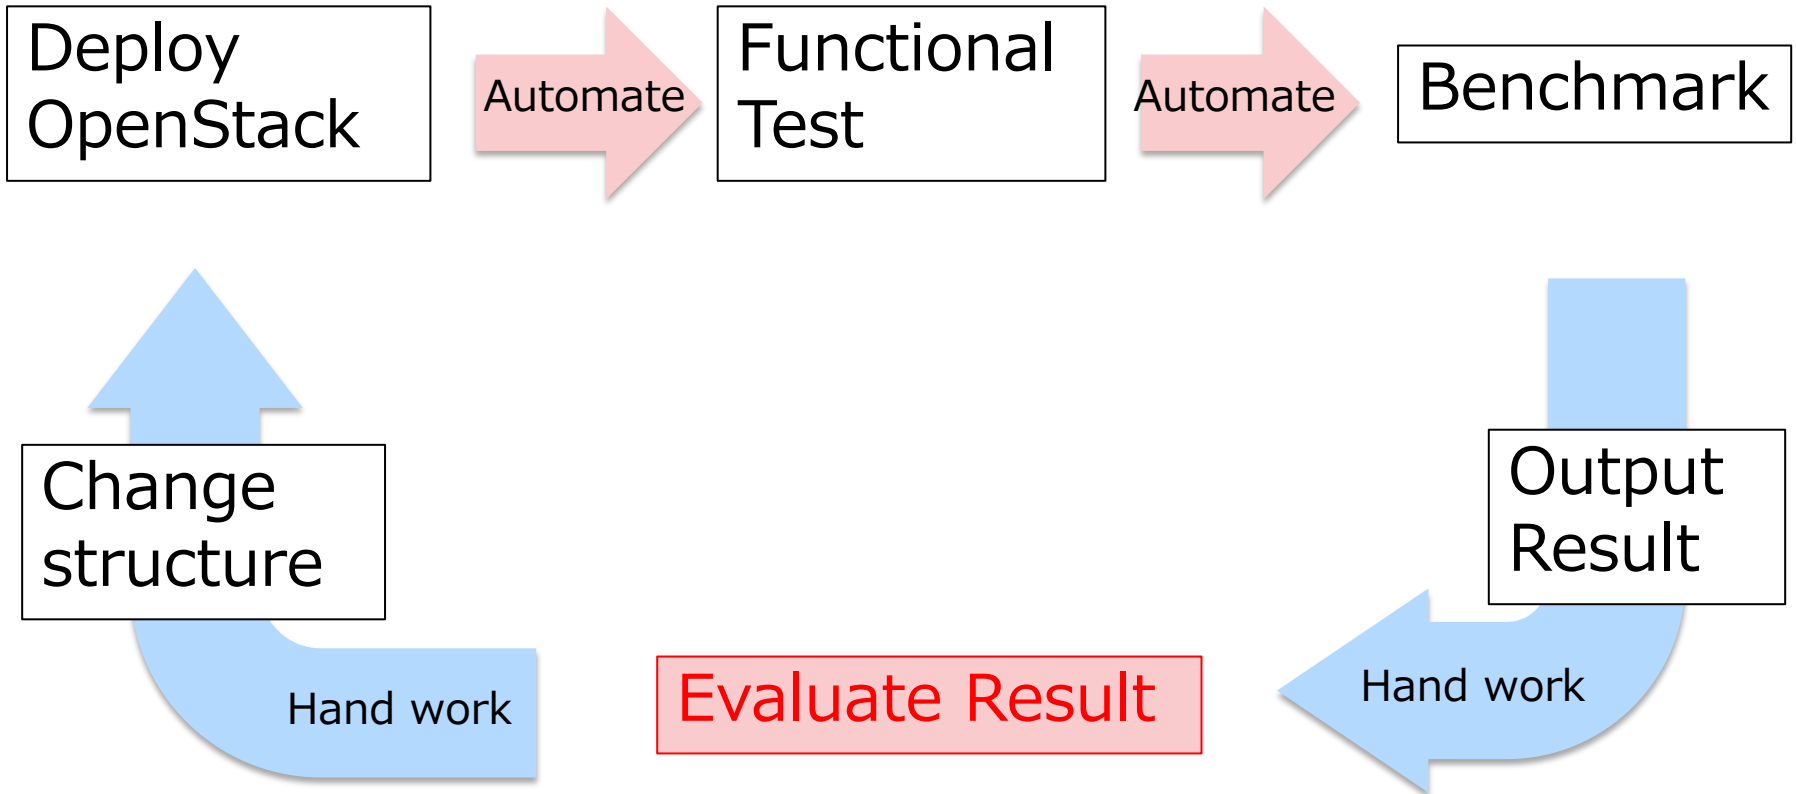 Deploy
OpenStack
Automate
Functional
Test
Automate
Benchmark
Output
Result
Hand work
Evaluate Result
Hand work
Change
structure